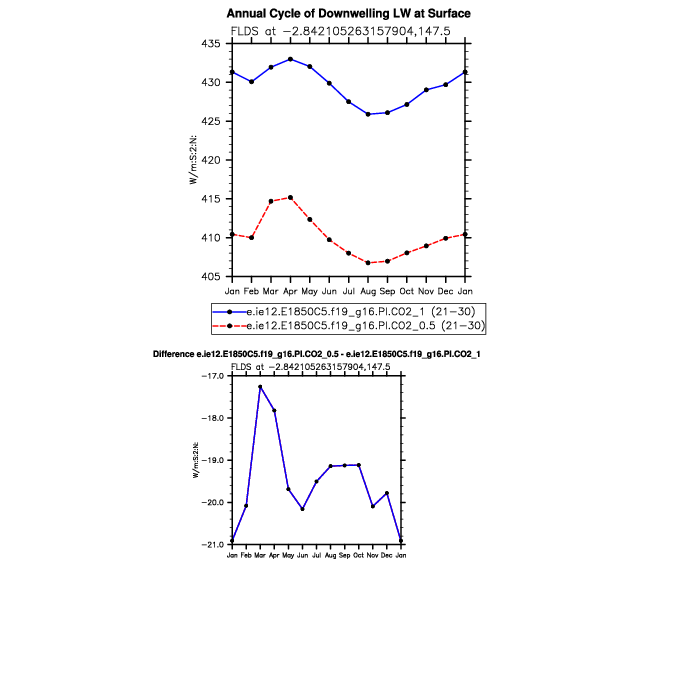 Annual Cycle of Downwelling LW at Surface
FLDS at −2.842105263157904,147.5
435
430
425
420
415
410
405
W/m:S:2:N:
Jan Feb Mar Apr May Jun Jul Aug Sep Oct Nov Dec Jan
e.ie12.E1850C5.f19_g16.PI.CO2_1 (21−30)
e.ie12.E1850C5.f19_g16.PI.CO2_0.5 (21−30)
Difference e.ie12.E1850C5.f19_g16.PI.CO2_0.5 - e.ie12.E1850C5.f19_g16.PI.CO2_1
FLDS at −2.842105263157904,147.5
−17.0
−18.0
−19.0
−20.0
−21.0
W/m:S:2:N:
Jan Feb Mar Apr May Jun Jul Aug Sep Oct Nov Dec Jan